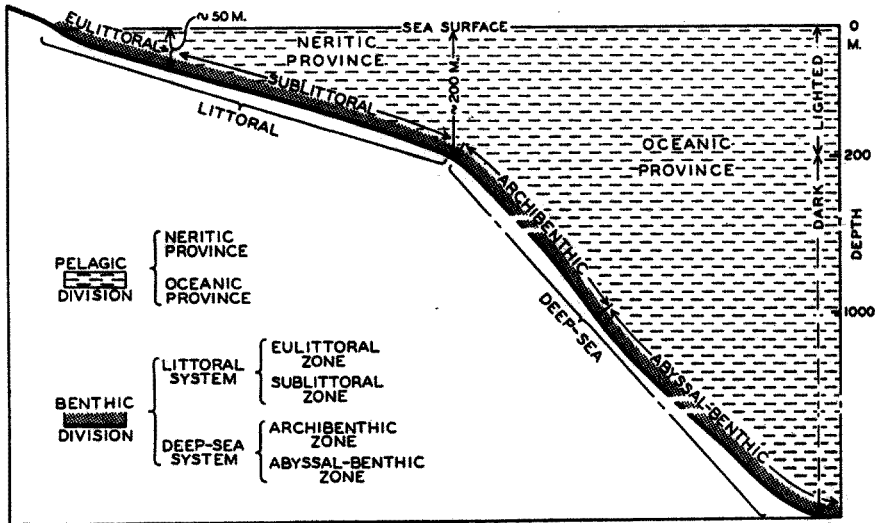 EULITTORAL
~ 50 M.
SEA SURFACE
0
M.
NERITIC
PROVINCE
SUBLITTORAL
LITTORAL
~ 200 M.
LIGHTED
OCEANIC
PROVINCE
200
DARK
DEPTH
ARCHIBENTHIC
DEEP-SEA
1000
ABYSSAL-BENTHIC
PELAGIC
DIVISION
NERITIC
PROVINCE
OCEANIC
PROVINCE
BENTHIC
DIVISION
LITTORAL
SYSTEM
EULITTORAL
ZONE
SUBLITTORAL
ZONE
DEEP-SEA
SYSTEM
ARCHIBENTHIC
ZONE
ABYSSAL-BENTHIC
ZONE